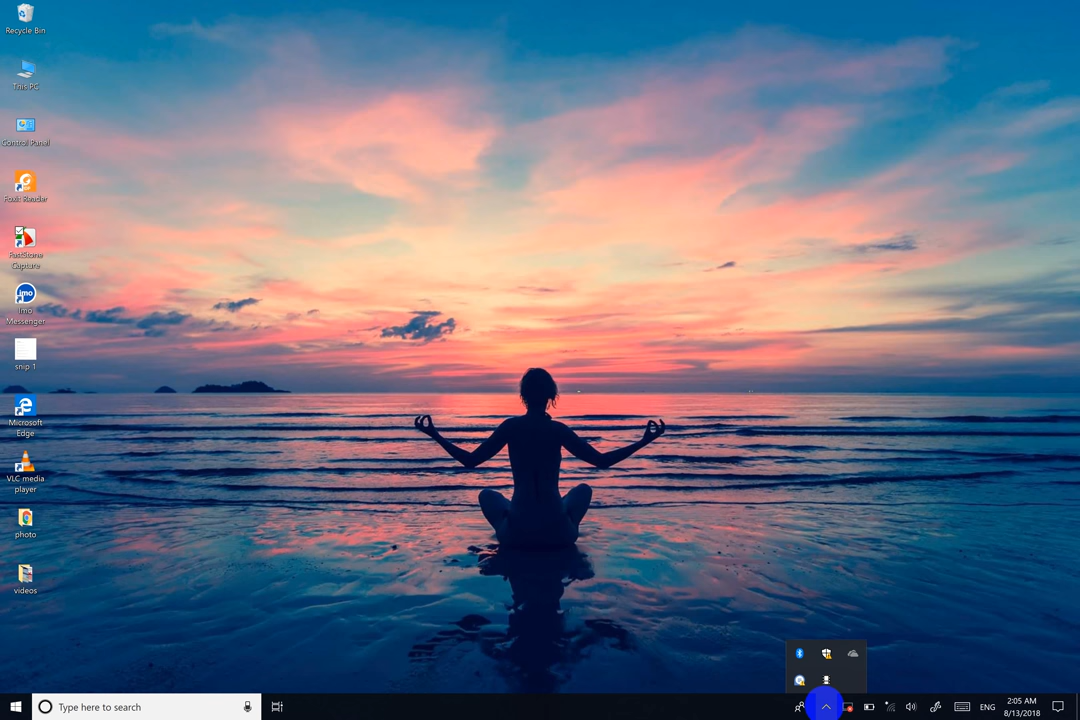 Recycle Bin
This PC
Control Panel
Foxit Reader
FastStone
Capture
imo
imo
Messenger
snip 1
Microsoft
Edge
VLC media
player
photo
videos
Type here to search
ENG
2:05 AM
8/13/2018